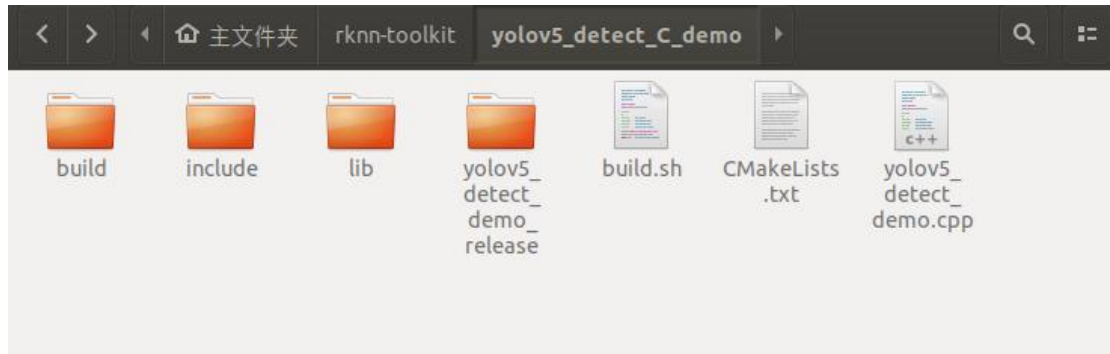 主文件夹 rknn-toolkit yolov5_detect_C_demo
build include lib yolov5_ build.sh CMakeLists yolov5_
detect_ .txt detect_
demo_ demo.cpp
release
C++